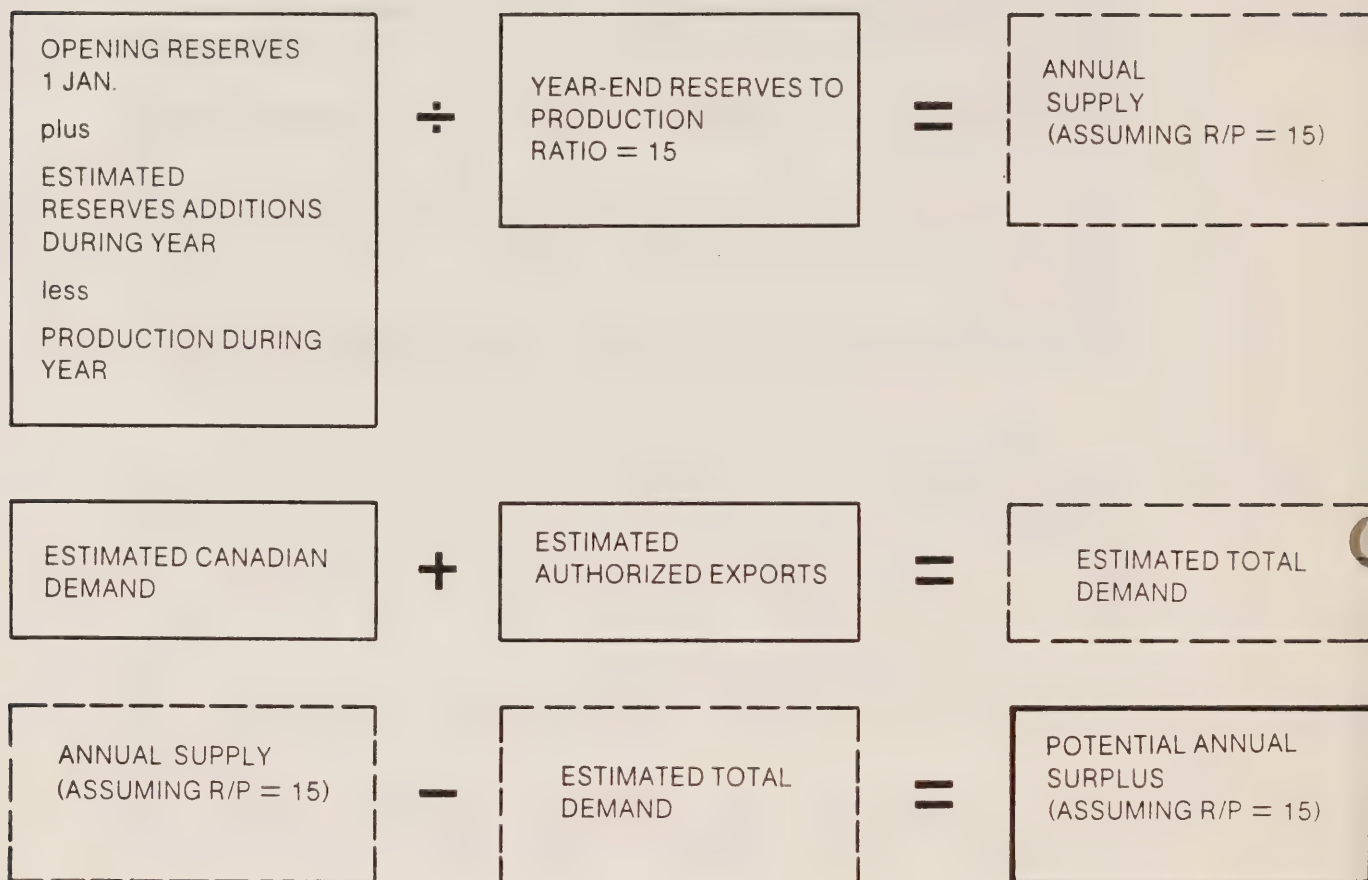 OPENING RESERVES
1 JAN.
plus
ESTIMATED
RESERVES ADDITIONS
DURING YEAR
less
PRODUCTION DURING
YEAR
÷
YEAR-END RESERVES TO
PRODUCTION
RATIO = 15
=
ANNUAL
SUPPLY
(ASSUMING R/P = 15)
ESTIMATED CANADIAN
DEMAND
+
ESTIMATED
AUTHORIZED EXPORTS
=
ESTIMATED TOTAL
DEMAND
ANNUAL SUPPLY
(ASSUMING R/P = 15)
-
ESTIMATED TOTAL
DEMAND
=
POTENTIAL ANNUAL
SURPLUS
(ASSUMING R/P = 15)